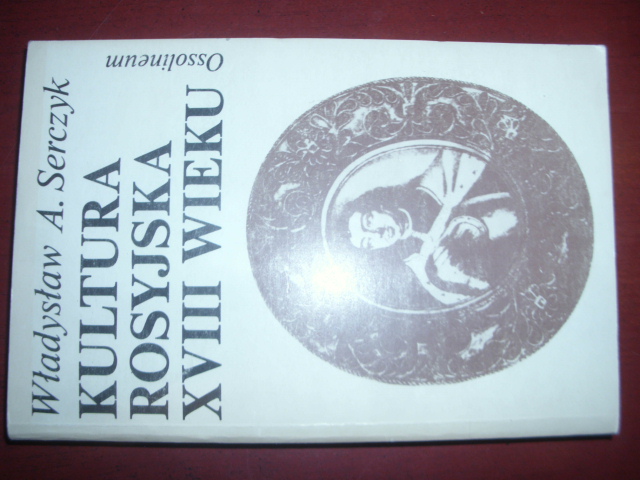 Władysław A. Serczyk
KULTURA
ROSYJSKA
XVIII WIEKU
Ossolineum